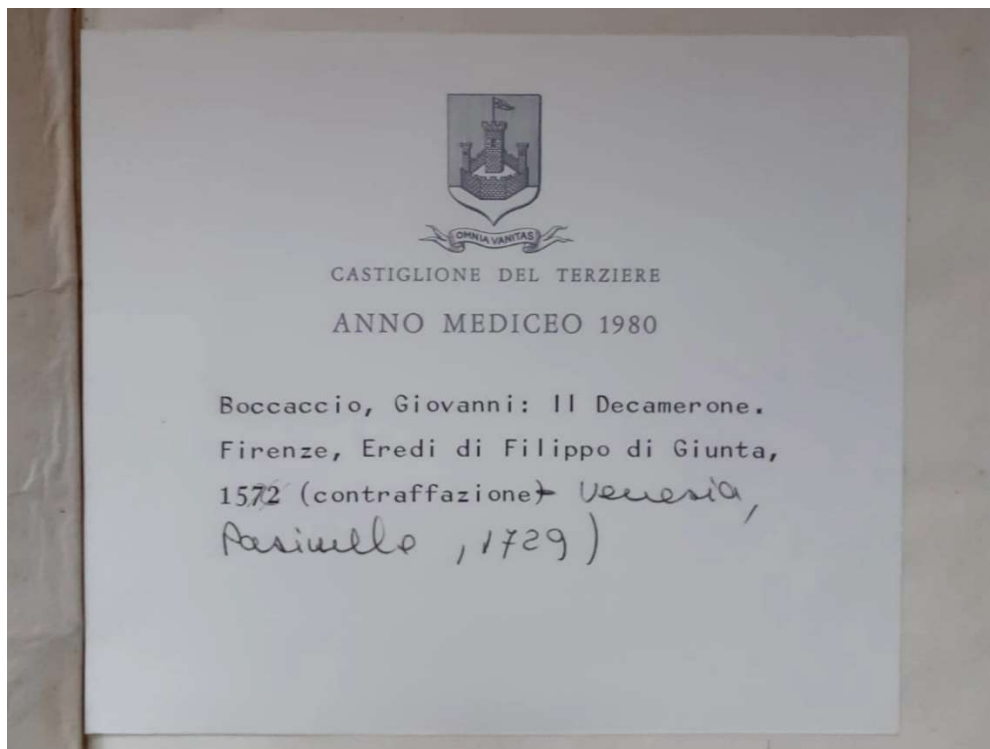 OMNIA VANITAS
CASTIGLIONE DEL TERZIERE
ANNO MEDICEO 1980
Boccaccio, Giovanni: Il Decamerone.
Firenze, Eredi di Filippo di Giunta,
1572 (contraffazione) Venezia,
Pasinello, 1729)